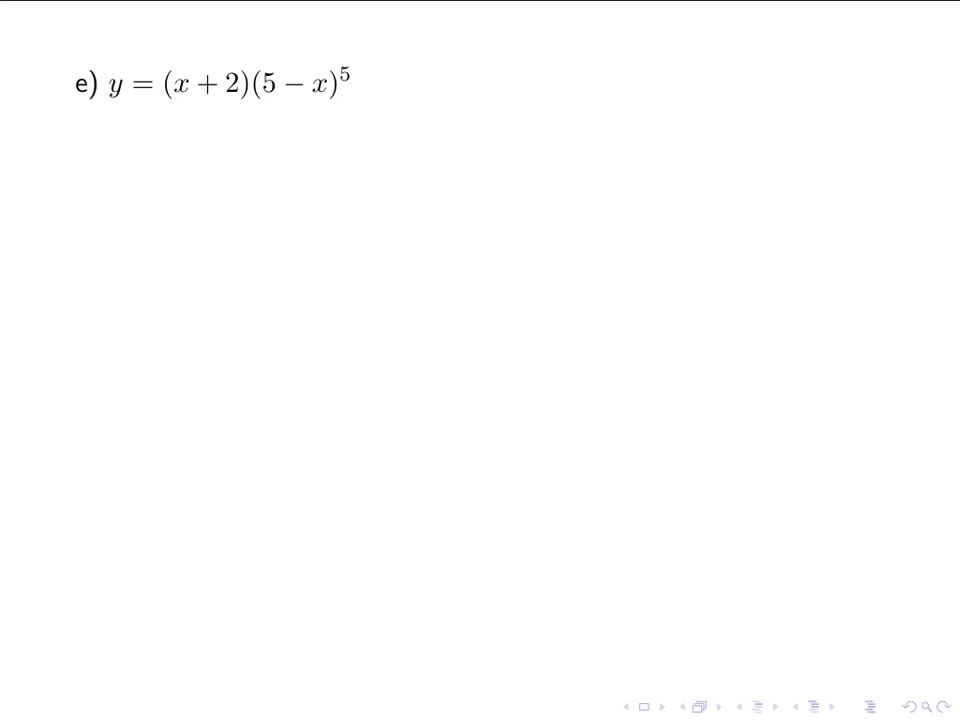 e) y = (x + 2)(5 − x)⁵